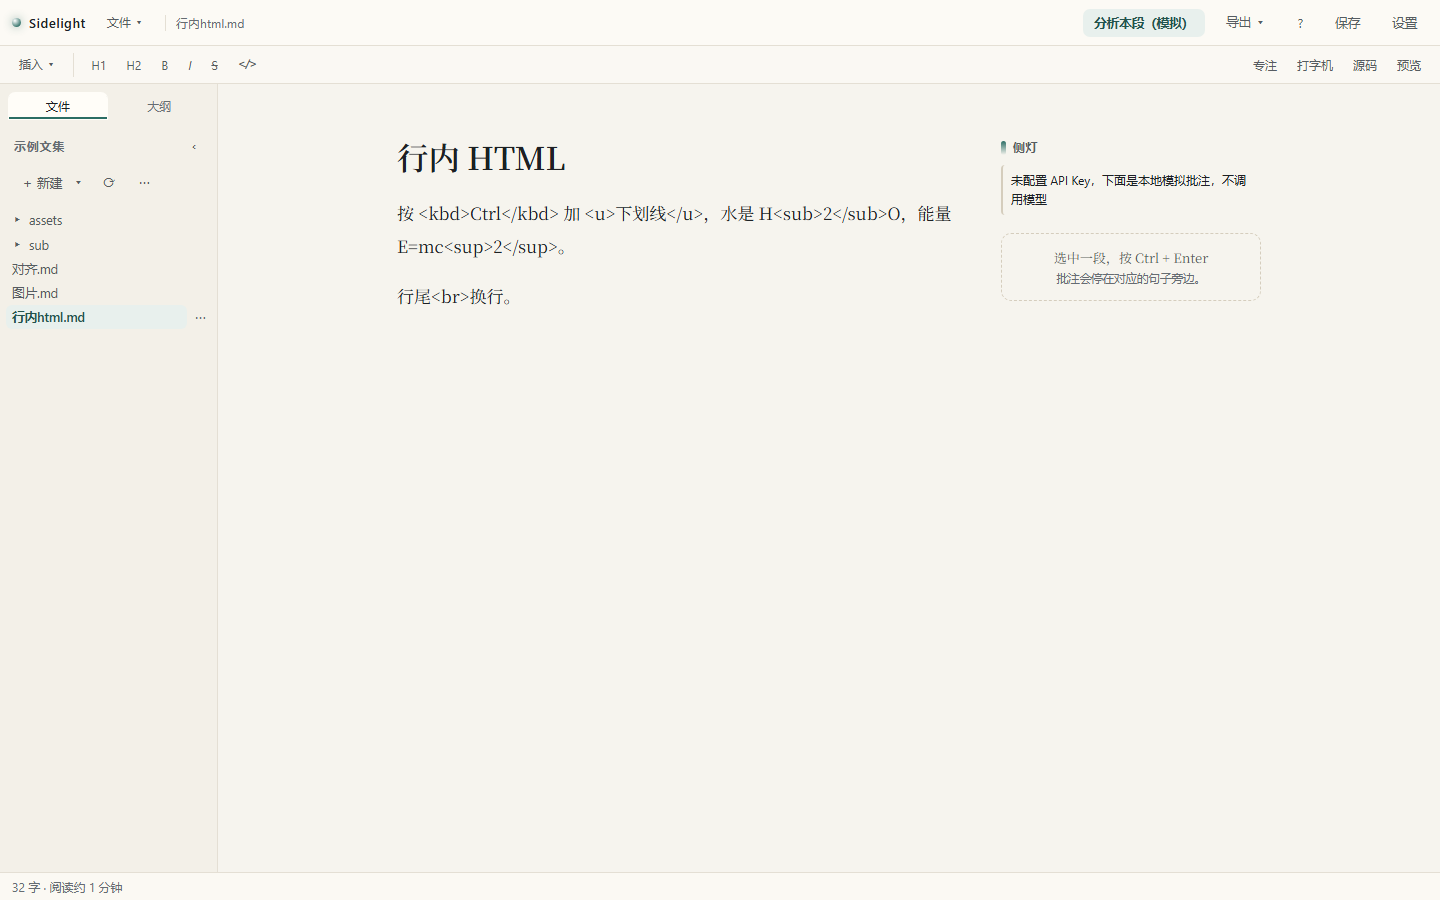 Sidelight 文件 行内html.md 分析本段（模拟） 导出 ? 保存 设置
插入 H1 H2 B I S </> 专注 打字机 源码 预览
文件 大纲
示例文集
+ 新建 ···
assets
sub
对齐.md
图片.md
行内html.md ···
行内 HTML
按 <kbd>Ctrl</kbd> 加 <u>下划线</u>，水是 H<sub>2</sub>O，能量
E=mc<sup>2</sup>。
行尾<br>换行。
侧灯
未配置 API Key，下面是本地模拟批注，不调
用模型
选中一段，按 Ctrl + Enter
批注会停在对应的句子旁边。
32 字 · 阅读约 1 分钟